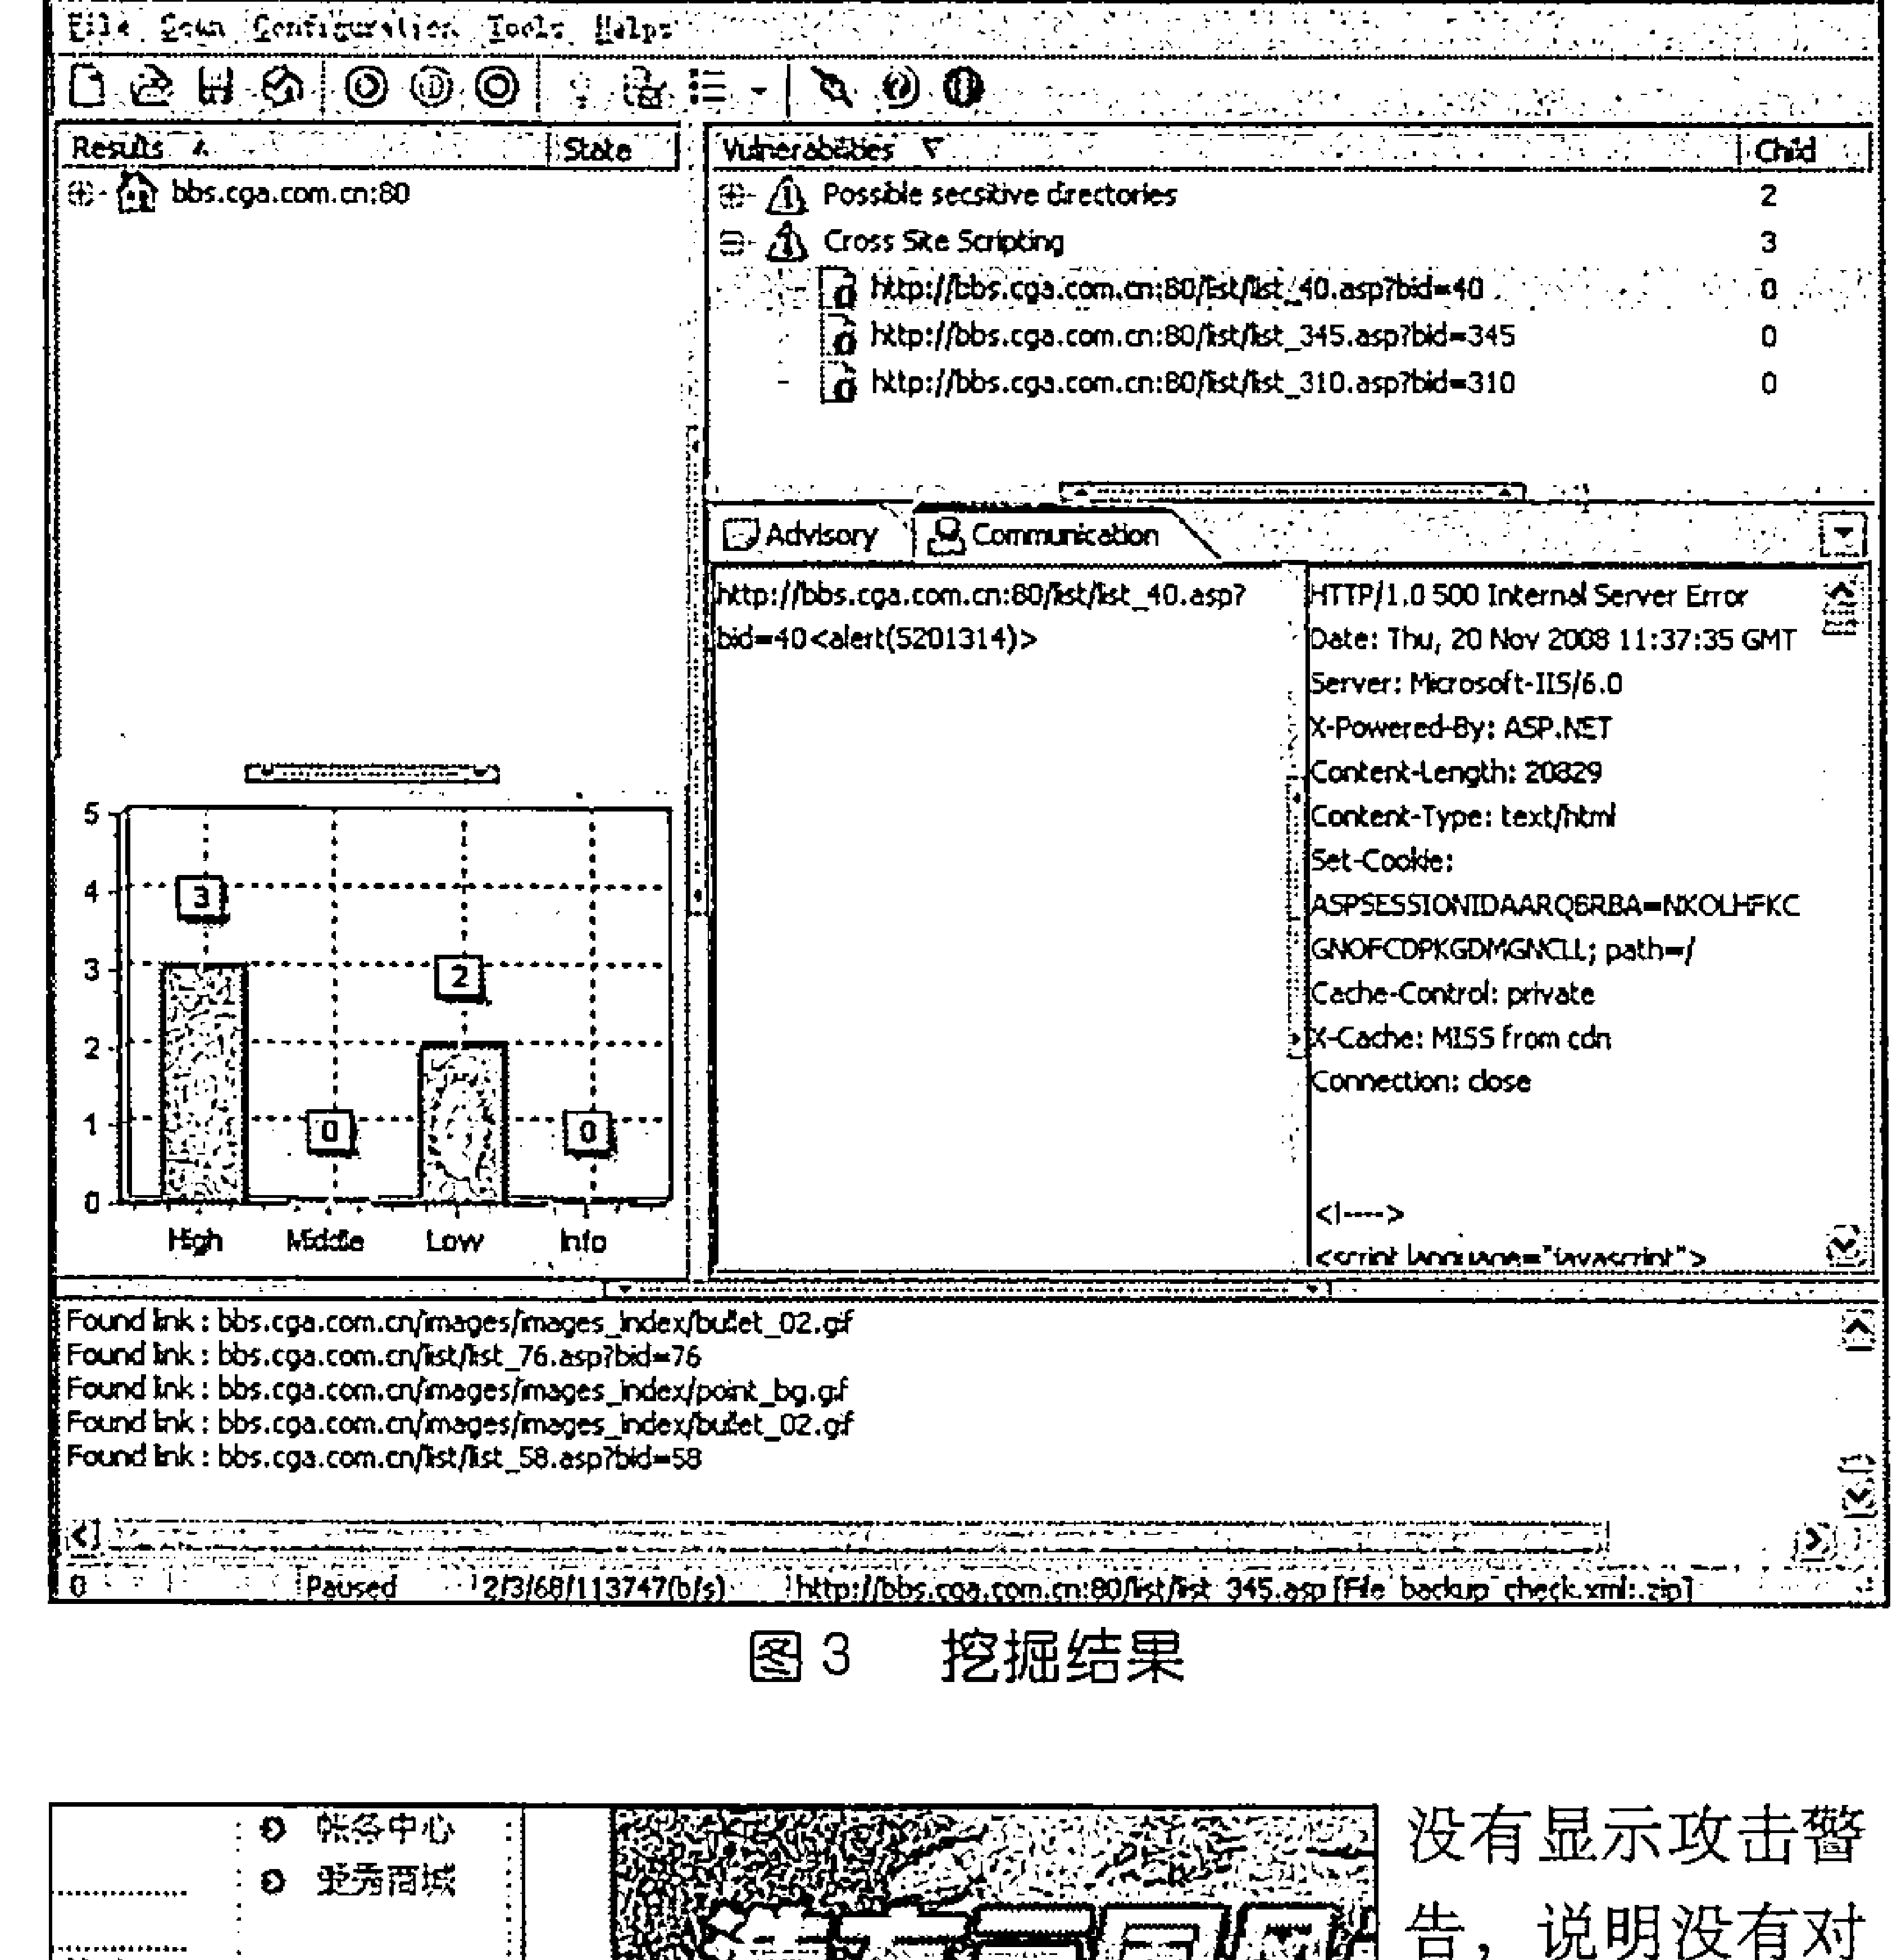 File Scan Configuration Tools Helps
Results State
bbs.cga.com.cn:80
Vulnerabilities Child
Possible secsitive directories 2
Cross Site Scripting 3
http://bbs.cga.com.cn:80/list/list_40.asp?bid=40 0
http://bbs.cga.com.cn:80/list/list_345.asp?bid=345 0
http://bbs.cga.com.cn:80/list/list_310.asp?bid=310 0
Advisory Communication
http://bbs.cga.com.cn:80/list/list_40.asp?
bid=40<alert(5201314)>
HTTP/1.0 500 Internal Server Error
Date: Thu, 20 Nov 2008 11:37:35 GMT
Server: Microsoft-IIS/6.0
X-Powered-By: ASP.NET
Content-Length: 20829
Content-Type: text/html
Set-Cookie:
ASPSESSIONIDAARQBRBA=NKOLHFKC
GNOFCDPKGDMGNCLL; path=/
Cache-Control: private
X-Cache: MISS from cdn
Connection: close
<!---->
<script language="javascript">
5
4
3
2
1
0
3
0
2
0
High Middle Low Info
Found link : bbs.cga.com.cn/images/images_index/bullet_02.gif
Found link : bbs.cga.com.cn/list/list_76.asp?bid=76
Found link : bbs.cga.com.cn/images/images_index/point_bg.gif
Found link : bbs.cga.com.cn/images/images_index/bullet_02.gif
Found link : bbs.cga.com.cn/list/list_58.asp?bid=58
0 Paused 2/3/68/113747(b/s) http://bbs.cga.com.cn:80/list/list_345.asp [File_backup_check.xml:.zip]
图 3 挖掘结果
帐务中心
商城
没有显示攻击警
告，说明没有对